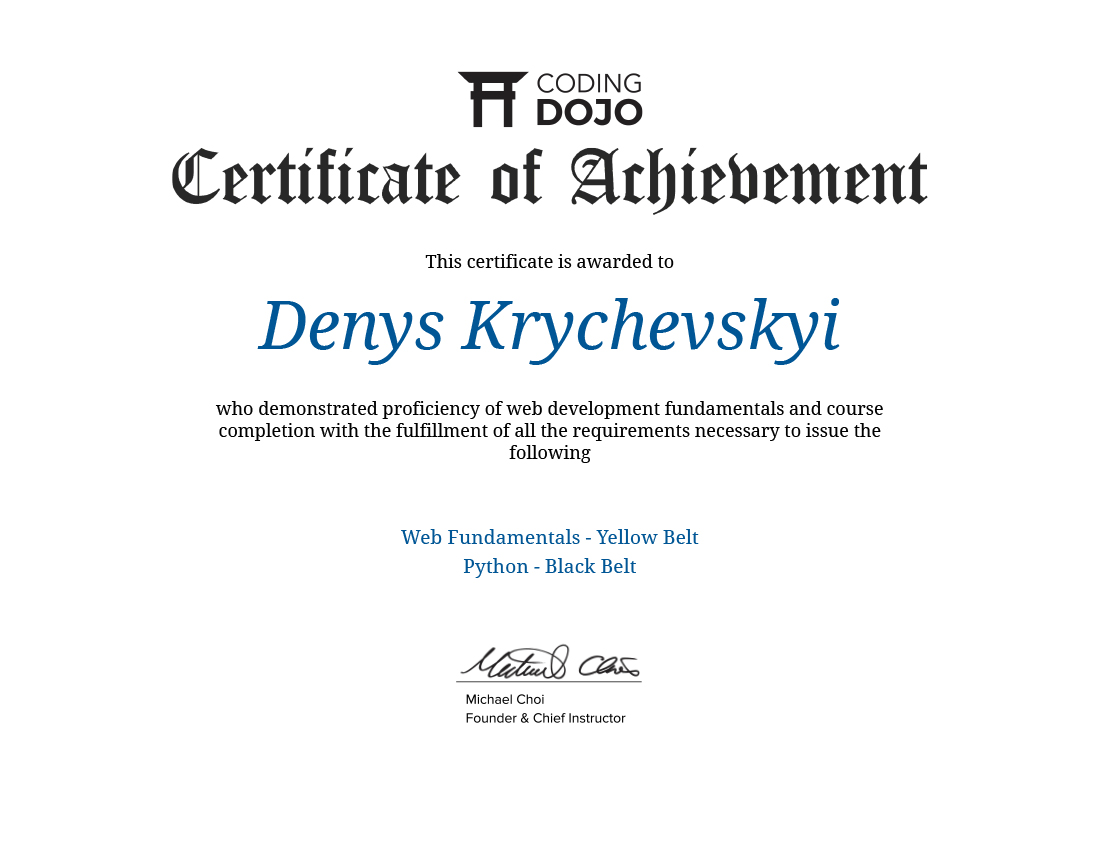 CODING
DOJO
Certificate of Achievement
This certificate is awarded to
Denys Krychevskyi
who demonstrated proficiency of web development fundamentals and course
completion with the fulfillment of all the requirements necessary to issue the
following
Web Fundamentals - Yellow Belt
Python - Black Belt
Michael Choi
Founder & Chief Instructor